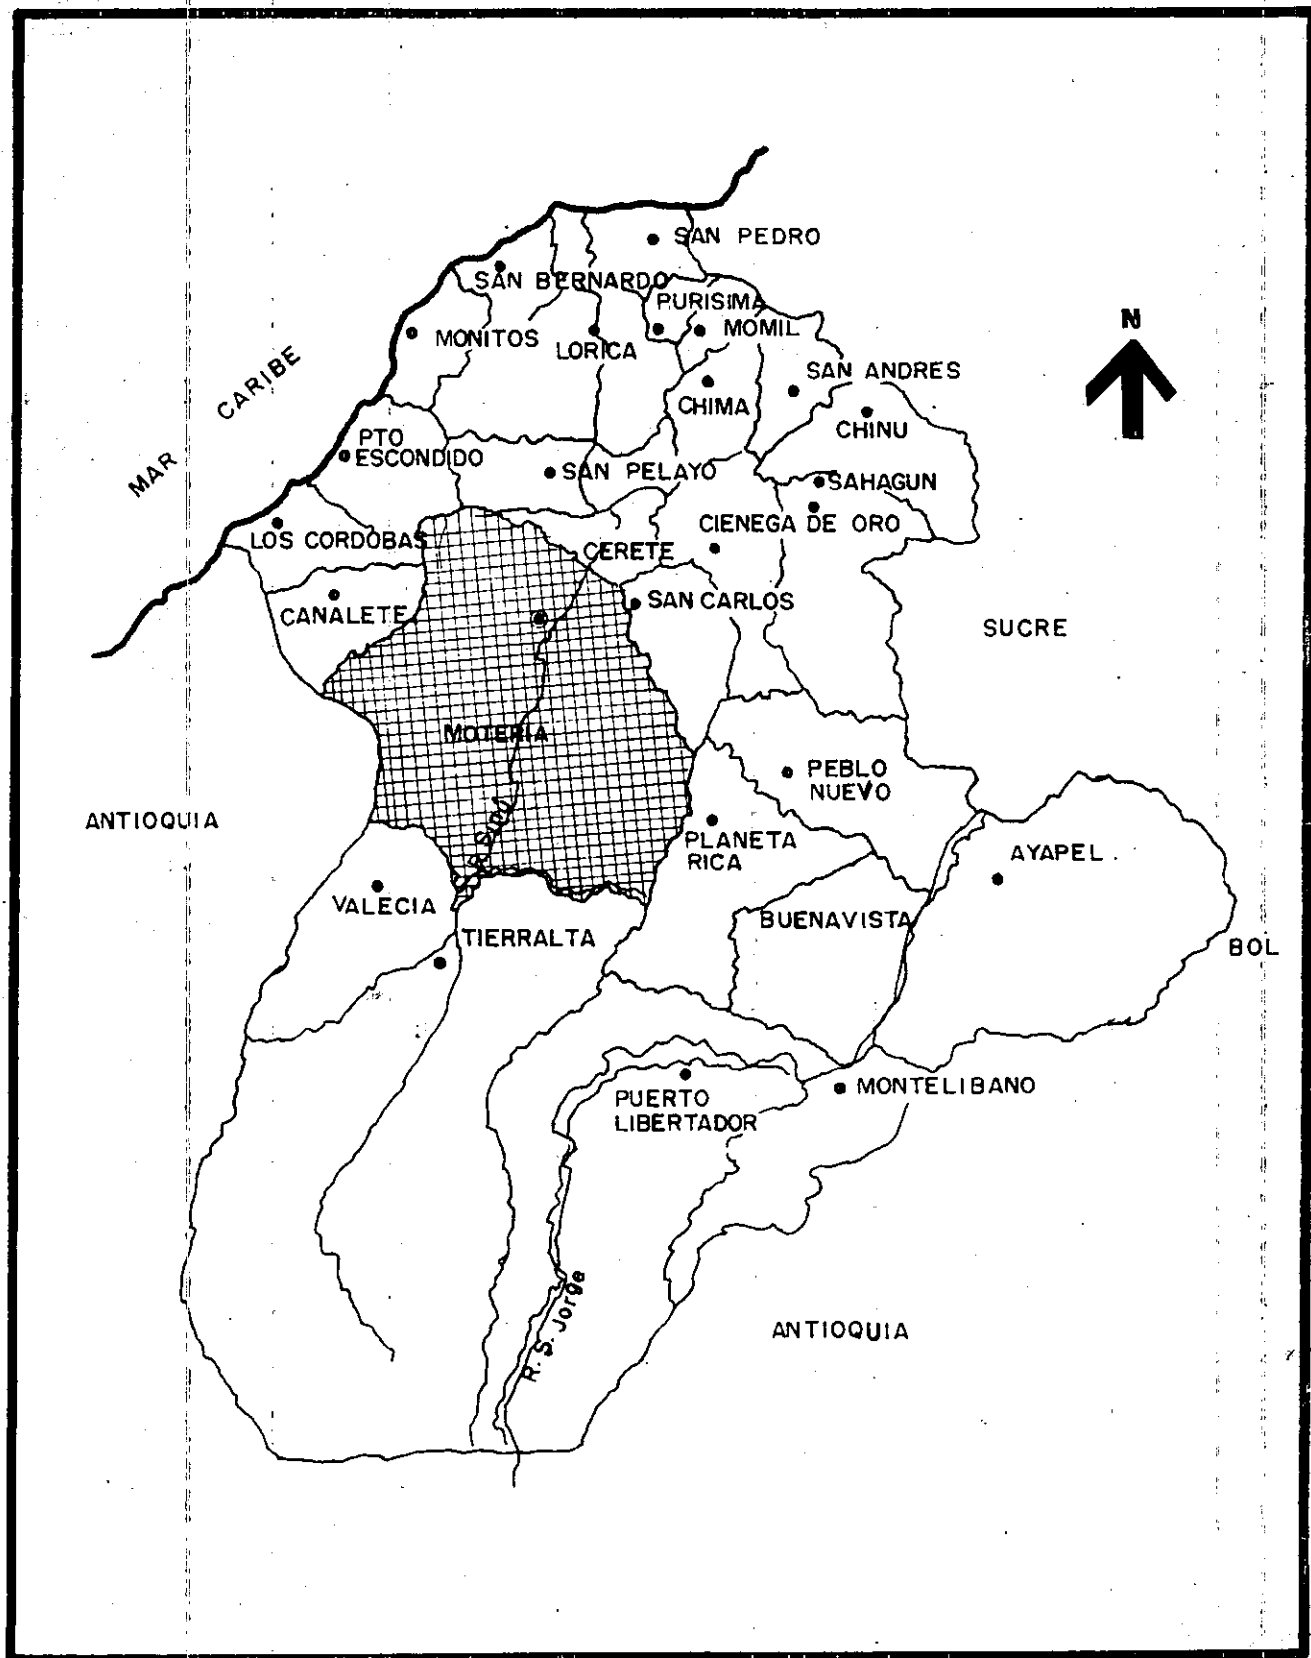 SAN PEDRO
SAN BERNARDO
PURISIMA
N
MONITOS
LORICA
MOMIL
MAR CARIBE
SAN ANDRES
CHIMA
CHINU
PTO
ESCONDIDO
SAN PELAYO
SAHAGUN
CIENEGA DE ORO
LOS CORDOBAS
CERETE
CANALETE
SAN CARLOS
SUCRE
MOTERIA
PEBLO
NUEVO
ANTIOQUIA
R. SINU
PLANETA
RICA
AYAPEL
VALECIA
BUENAVISTA
TIERRALTA
BOL
PUERTO
LIBERTADOR
MONTELIBANO
R. S. Jorge
ANTIOQUIA